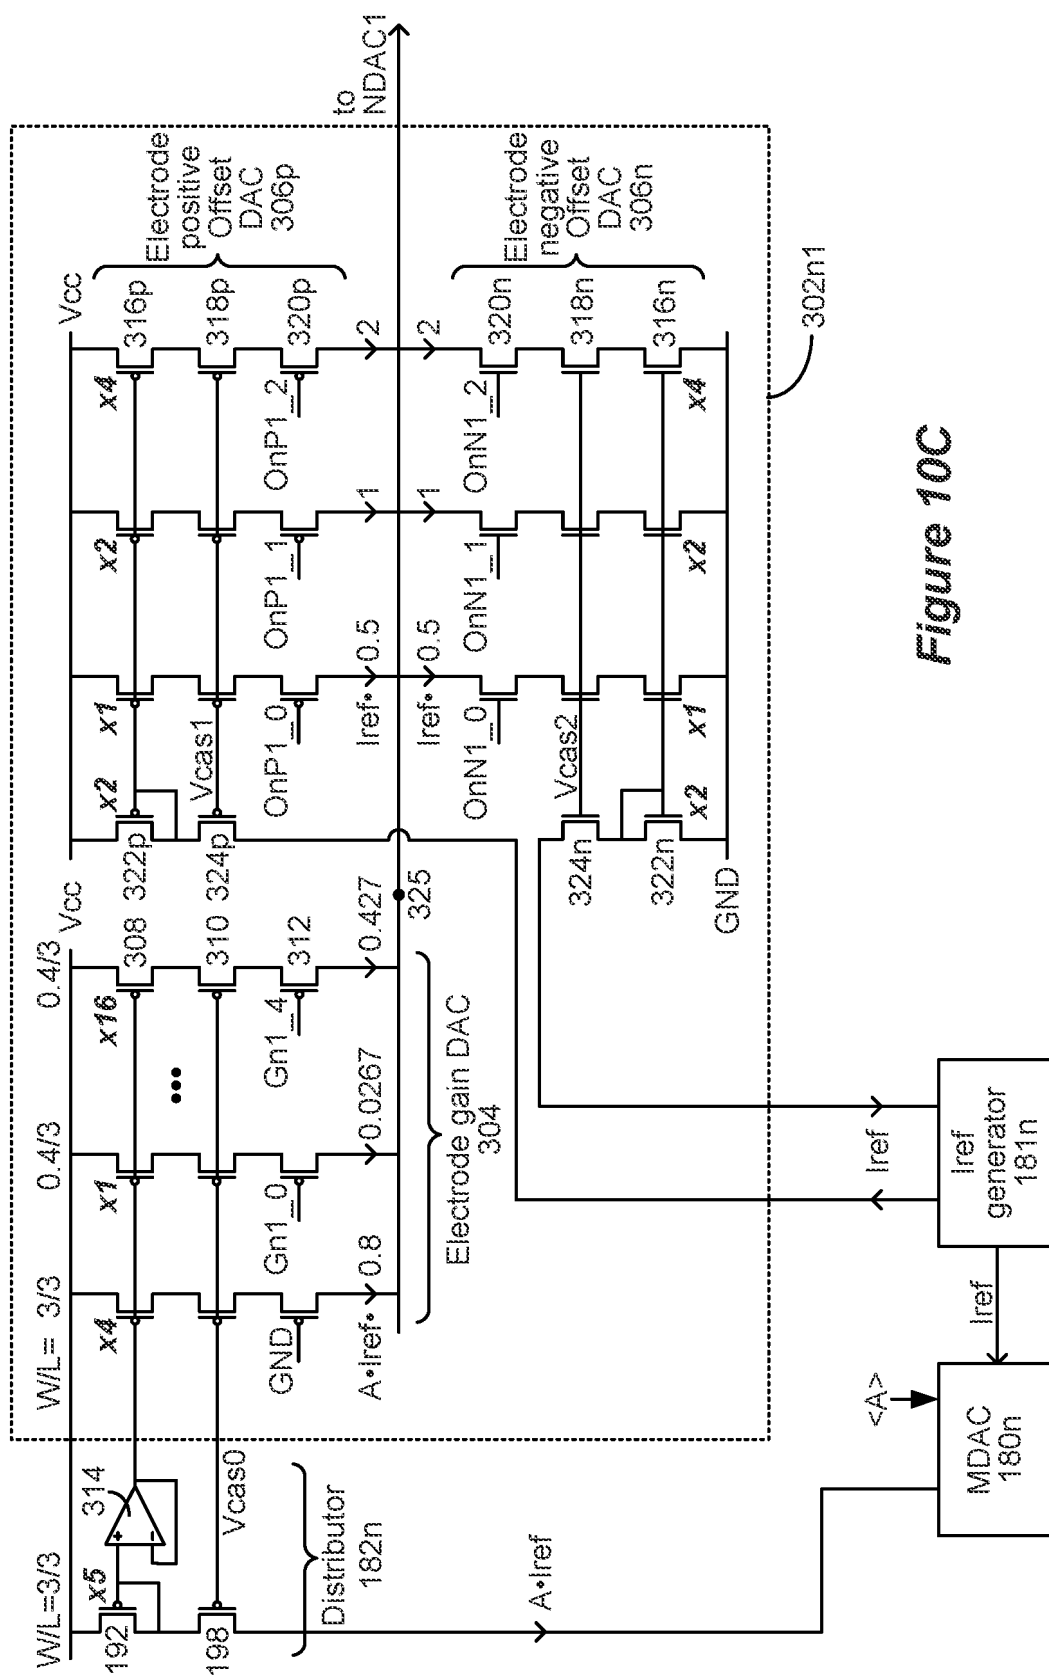 W/L=3/3
W/L= 3/3
0.4/3
0.4/3
Vcc
Vcc
192
x5
314
+
−
x4
x1
x16
308
322p
x2
x1
x2
x4
316p
198
Vcas0
310
324p
Vcas1
318p
GND
Gn1_0
Gn1_4
312
OnP1_0
OnP1_1
OnP1_2
320p
Electrode
positive
Offset
DAC
306p
Distributor
182n
A•Iref•
0.8
0.0267
0.427
Iref•
0.5
1
2
to
NDAC1
325
Electrode gain DAC
304
Iref•
0.5
1
2
OnN1_0
OnN1_1
OnN1_2
320n
324n
Vcas2
318n
322n
x2
x1
x2
x4
316n
GND
Electrode
negative
Offset
DAC
306n
302n1
A•Iref
<A>
MDAC
180n
Iref
Iref
Iref
Iref
generator
181n
Figure 10C